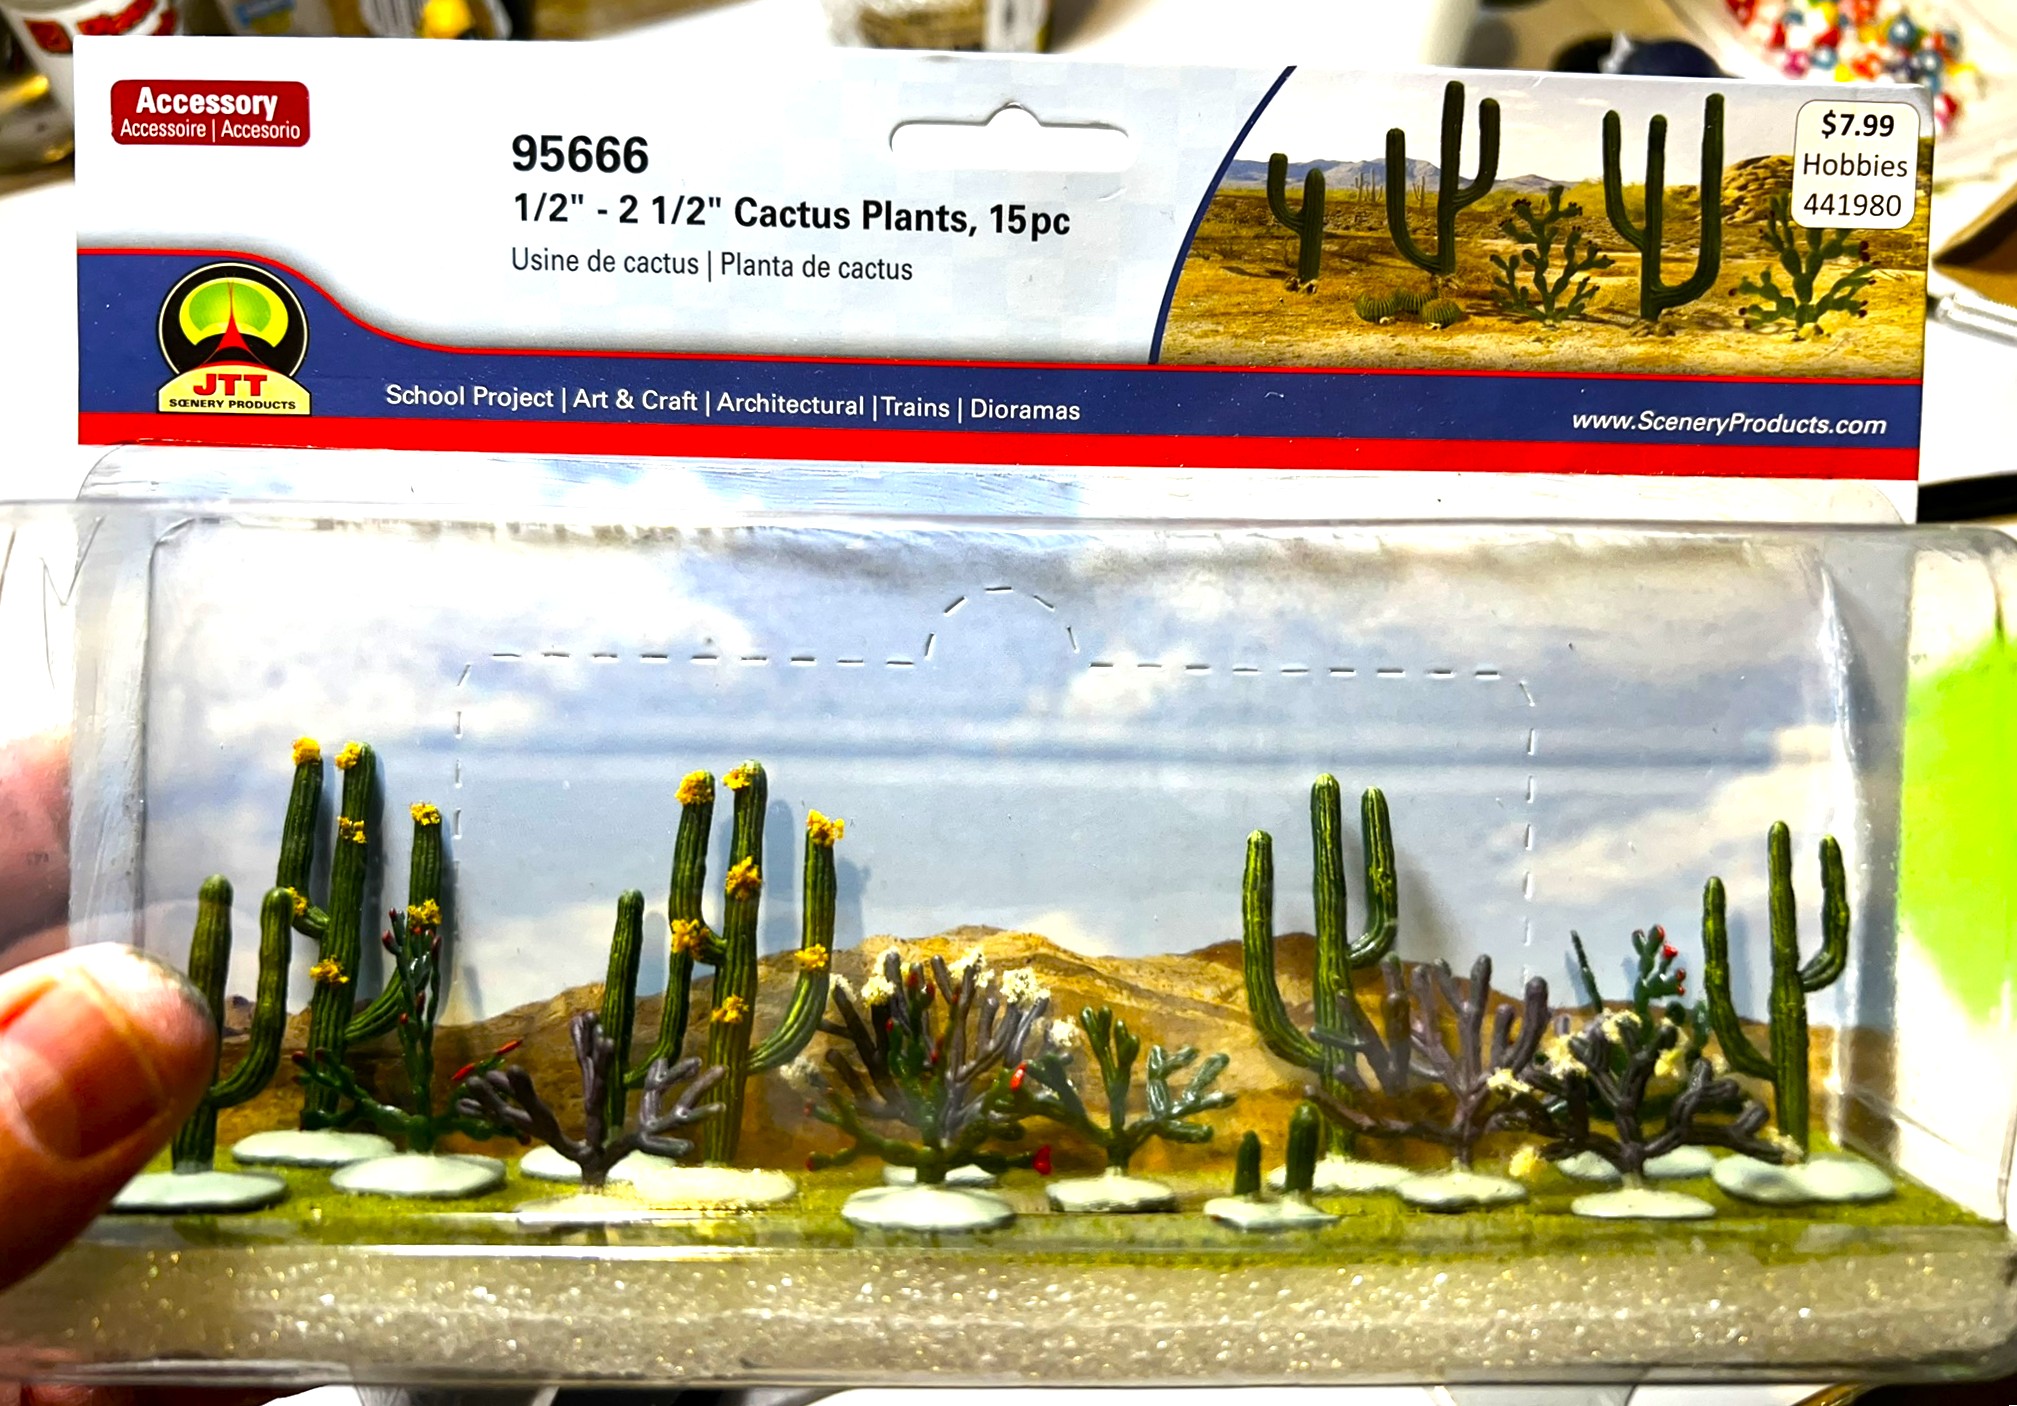 Accessory
Accessoire | Accesorio
95666
1/2" - 2 1/2" Cactus Plants, 15pc
Usine de cactus | Planta de cactus
$7.99
Hobbies
441980
JTT
SCENERY PRODUCTS
School Project | Art & Craft | Architectural | Trains | Dioramas
www.SceneryProducts.com